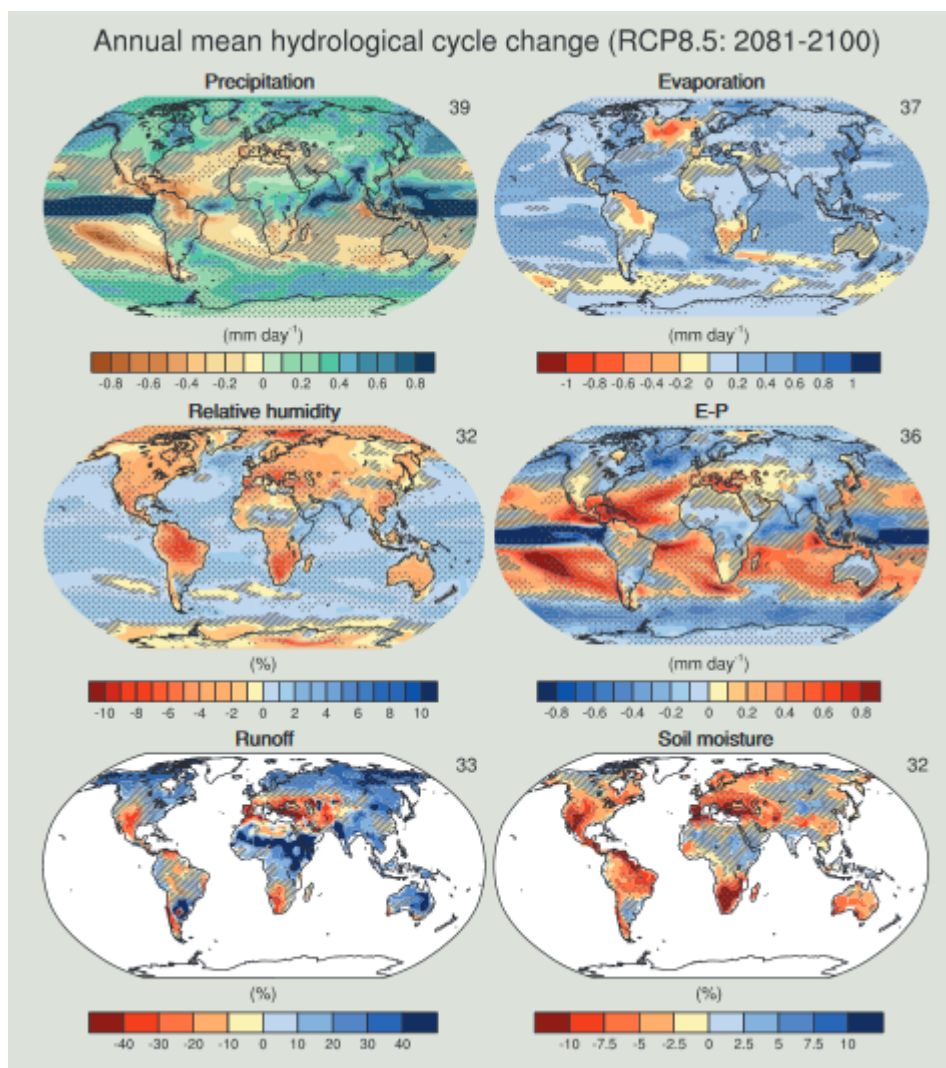 Annual mean hydrological cycle change (RCP8.5: 2081-2100)
Precipitation
39
(mm day⁻¹)
-0.8 -0.6 -0.4 -0.2 0 0.2 0.4 0.6 0.8
Evaporation
37
(mm day⁻¹)
-1 -0.8 -0.6 -0.4 -0.2 0 0.2 0.4 0.6 0.8 1
Relative humidity
32
(%)
-10 -8 -6 -4 -2 0 2 4 6 8 10
E-P
36
(mm day⁻¹)
-0.8 -0.6 -0.4 -0.2 0 0.2 0.4 0.6 0.8
Runoff
33
(%)
-40 -30 -20 -10 0 10 20 30 40
Soil moisture
32
(%)
-10 -7.5 -5 -2.5 0 2.5 5 7.5 10